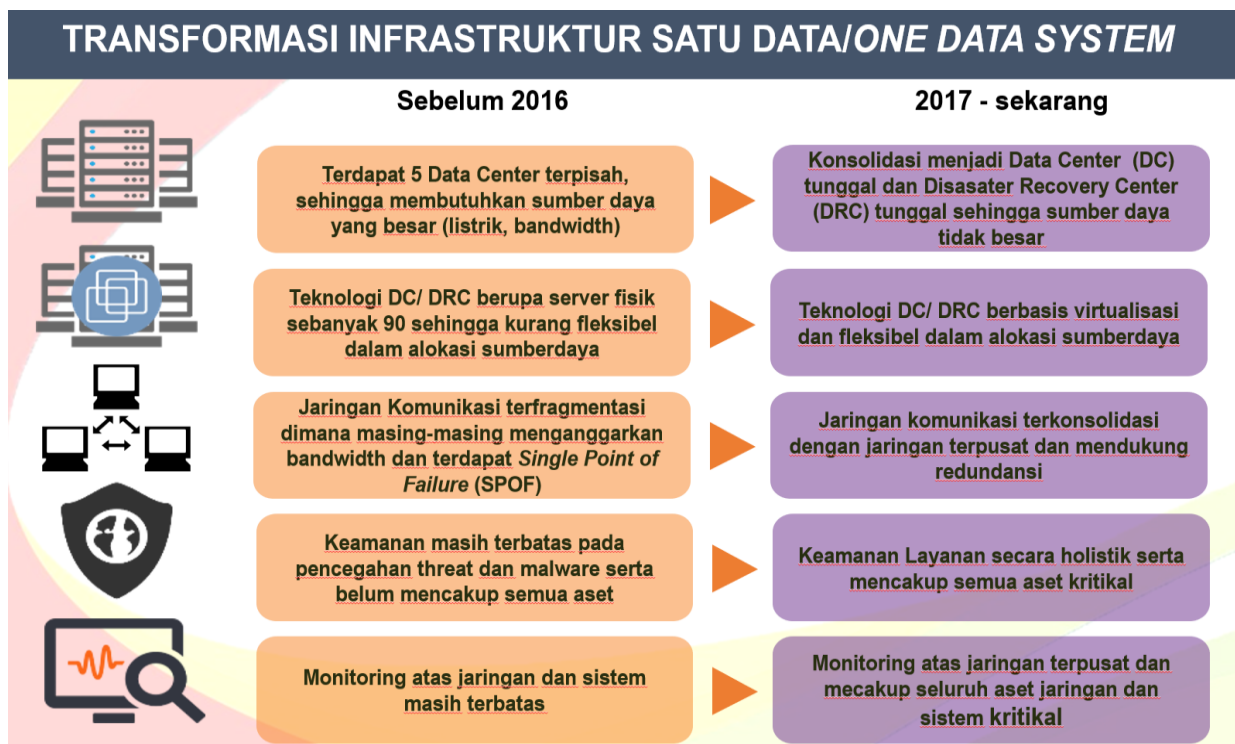 TRANSFORMASI INFRASTRUKTUR SATU DATA/ONE DATA SYSTEM
Sebelum 2016
2017 - sekarang
Terdapat 5 Data Center terpisah,
sehingga membutuhkan sumber daya
yang besar (listrik, bandwidth)
Konsolidasi menjadi Data Center (DC)
tunggal dan Disasater Recovery Center
(DRC) tunggal sehingga sumber daya
tidak besar
Teknologi DC/ DRC berupa server fisik
sebanyak 90 sehingga kurang fleksibel
dalam alokasi sumberdaya
Teknologi DC/ DRC berbasis virtualisasi
dan fleksibel dalam alokasi sumberdaya
Jaringan Komunikasi terfragmentasi
dimana masing-masing menganggarkan
bandwidth dan terdapat Single Point of
Failure (SPOF)
Jaringan komunikasi terkonsolidasi
dengan jaringan terpusat dan mendukung
redundansi
Keamanan masih terbatas pada
pencegahan threat dan malware serta
belum mencakup semua aset
Keamanan Layanan secara holistik serta
mencakup semua aset kritikal
Monitoring atas jaringan dan sistem
masih terbatas
Monitoring atas jaringan terpusat dan
mecakup seluruh aset jaringan dan
sistem kritikal